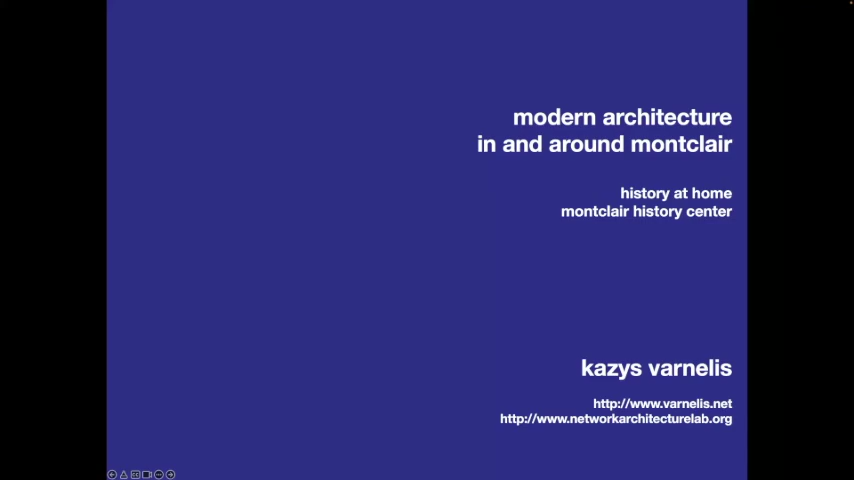 modern architecture
in and around montclair
history at home
montclair history center
kazys varnelis
http://www.varnelis.net
http://www.networkarchitecturelab.org